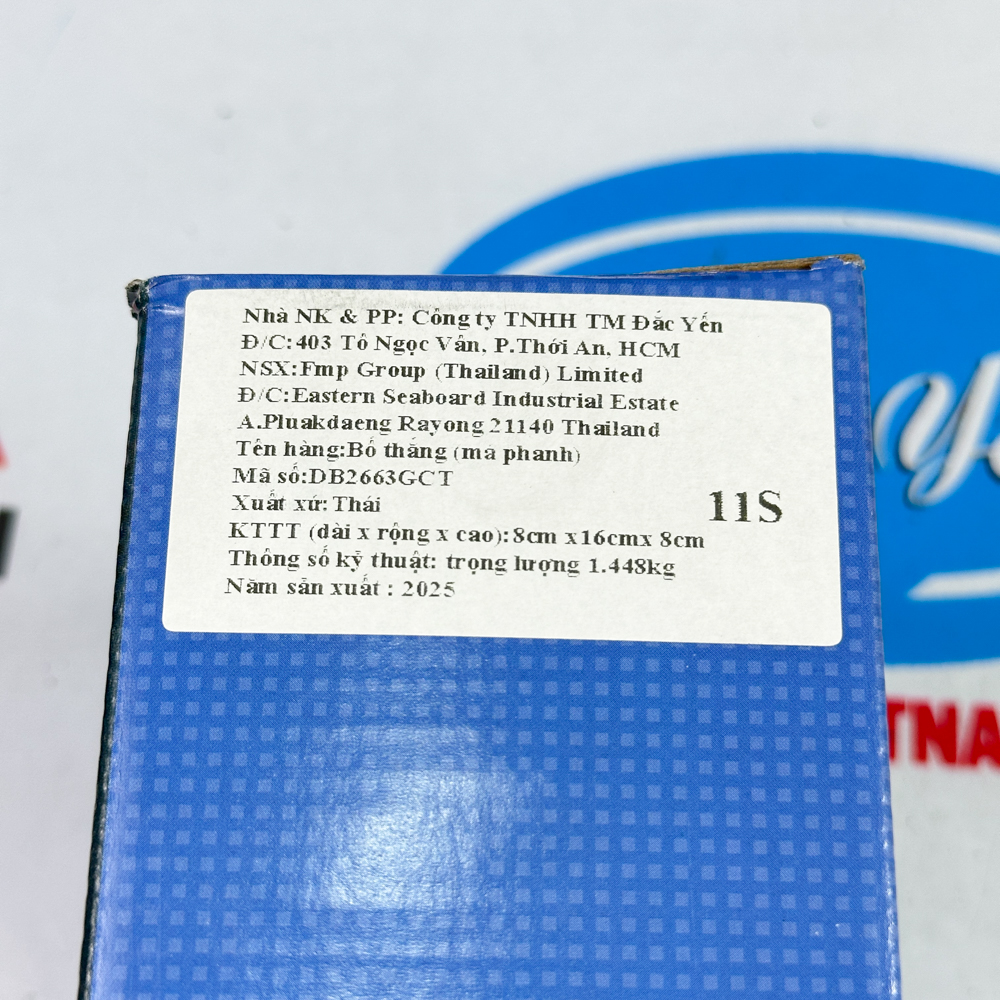 Nhà NK & PP: Công ty TNHH TM Đắc Yến
Đ/C:403 Tô Ngọc Vân, P.Thới An, HCM
NSX:Fmp Group (Thailand) Limited
Đ/C:Eastern Seaboard Industrial Estate
A.Pluakdaeng Rayong 21140 Thailand
Tên hàng:Bố thắng (má phanh)
Mã số:DB2663GCT
Xuất xứ: Thái
11S
KTTT (dài x rộng x cao):8cm x16cmx 8cm
Thông số kỹ thuật: trọng lượng 1.448kg
Năm sản xuất : 2025